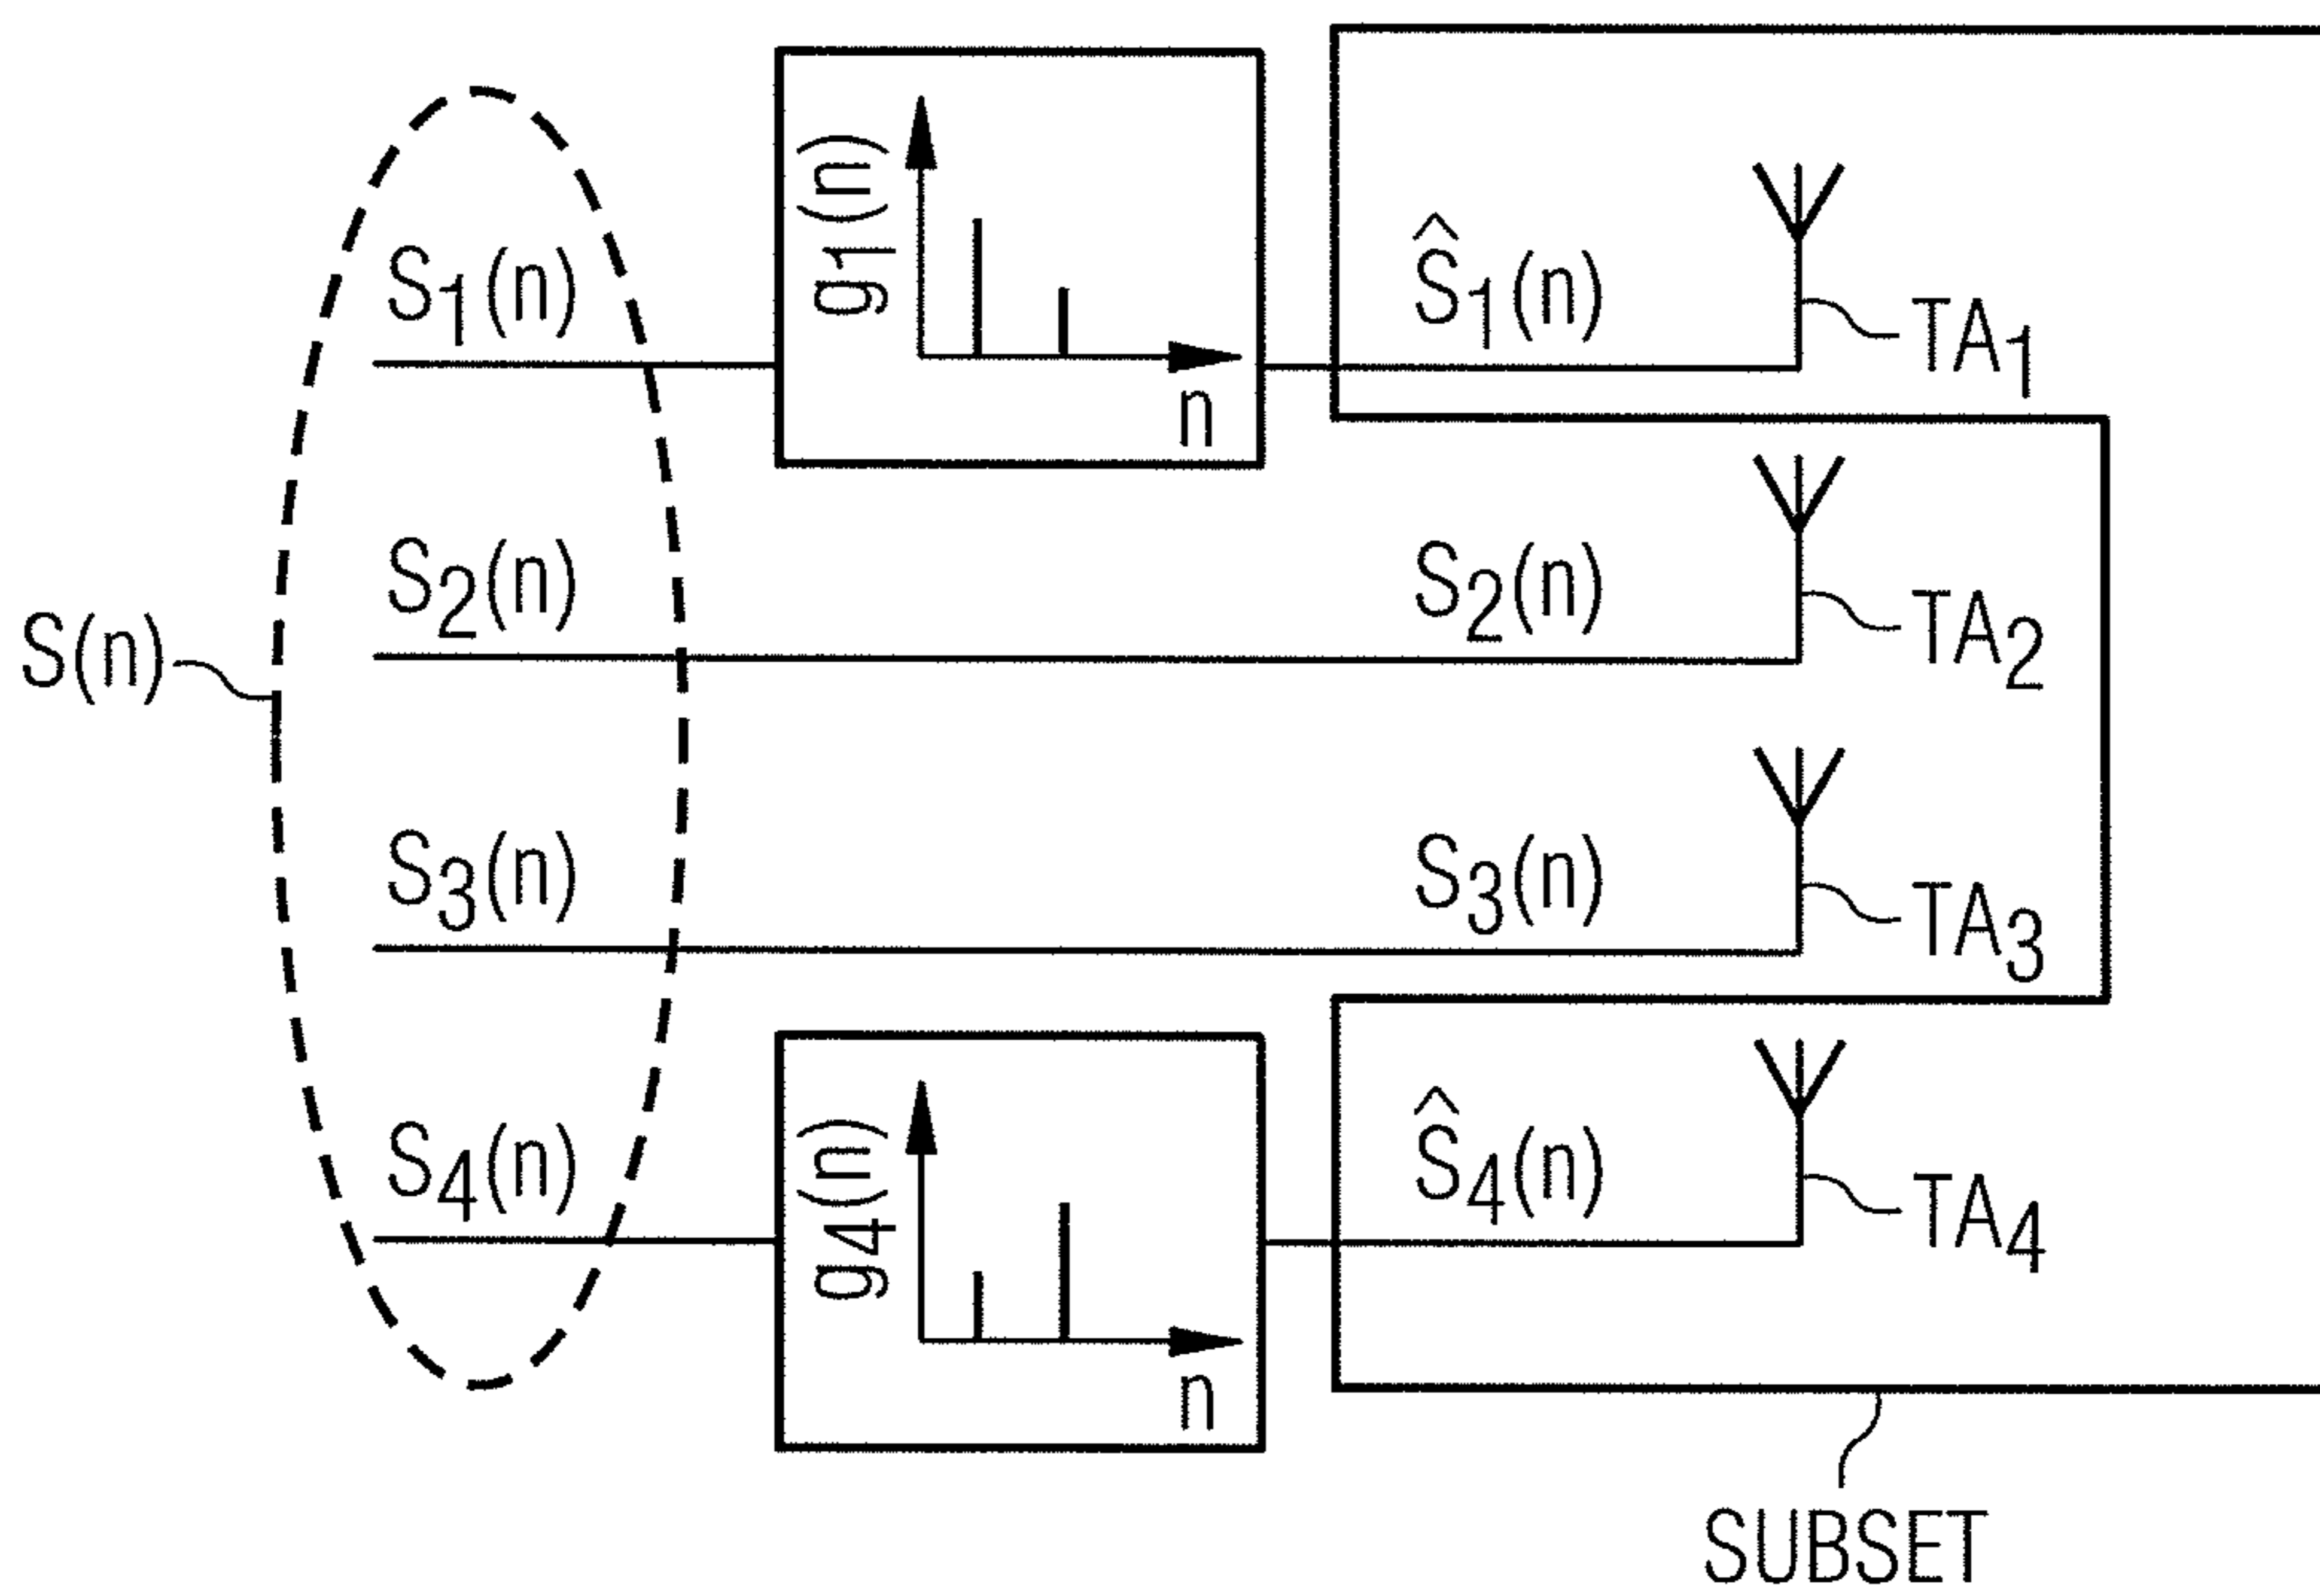 S(n)
S₁(n)
g₁(n)
n
Ŝ₁(n)
TA₁
S₂(n)
S₂(n)
TA₂
S₃(n)
S₃(n)
TA₃
S₄(n)
g₄(n)
n
Ŝ₄(n)
TA₄
SUBSET